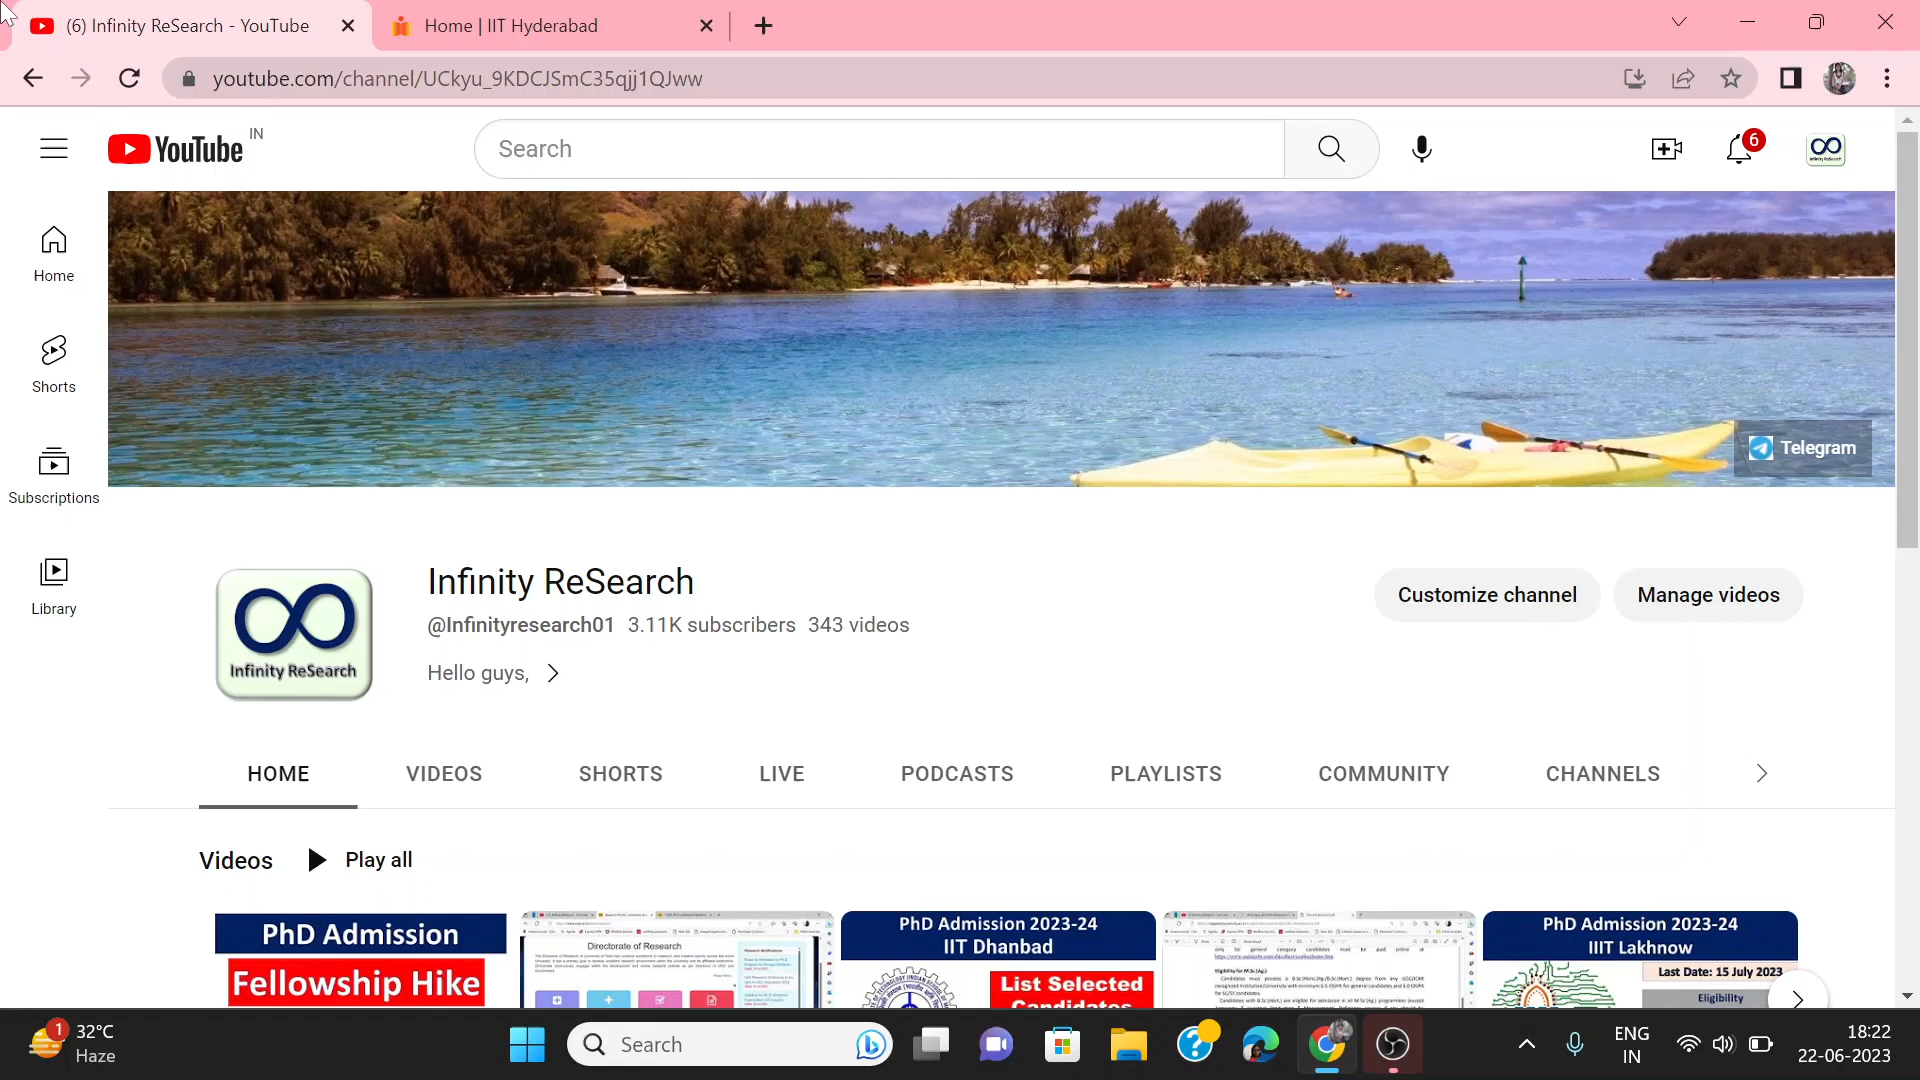 (6) Infinity ReSearch - YouTube
Home | IIT Hyderabad
youtube.com/channel/UCkyu_9KDCJSmC35qjj1QJww
YouTube IN
Search
6
Home
Shorts
Subscriptions
Library
Telegram
Infinity ReSearch
Infinity ReSearch
@Infinityresearch01 3.11K subscribers 343 videos
Hello guys,
Customize channel
Manage videos
HOME VIDEOS SHORTS LIVE PODCASTS PLAYLISTS COMMUNITY CHANNELS
Videos Play all
PhD Admission
Fellowship Hike
Directorate of Research
PhD Admission 2023-24
IIT Dhanbad
List Selected
Candidates
PhD Admission 2023-24
IIIT Lakhnow
Last Date: 15 July 2023
Eligibility
1
32°C
Haze
Search
ENG
IN
18:22
22-06-2023